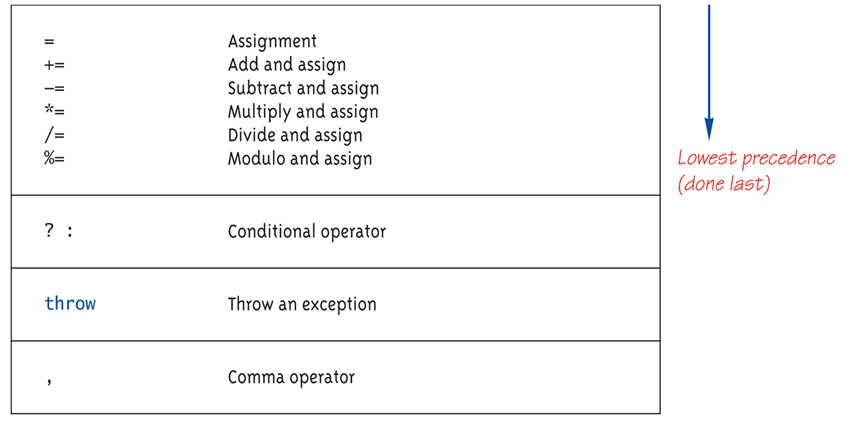 = Assignment
+= Add and assign
−= Subtract and assign
*= Multiply and assign
/= Divide and assign
%= Modulo and assign
Lowest precedence
(done last)
? : Conditional operator
throw Throw an exception
, Comma operator